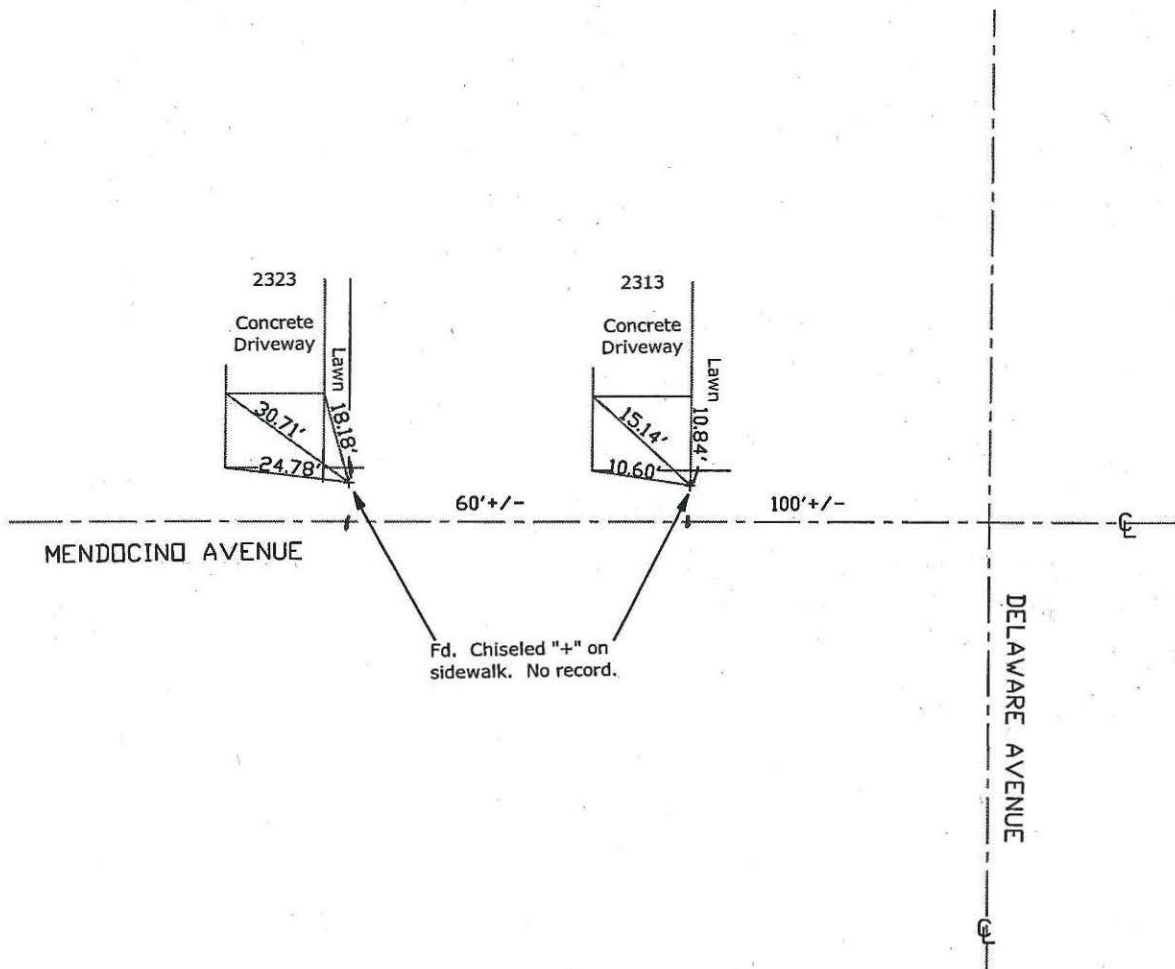 2323
Concrete
Driveway
Lawn
30.71'
18.18'
24.78'
2313
Concrete
Driveway
Lawn
15.14'
10.84'
10.60'
60'+/-
100'+/-
℄
MENDOCINO AVENUE
Fd. Chiseled "+" on
sidewalk. No record.
DELAWARE AVENUE
℄